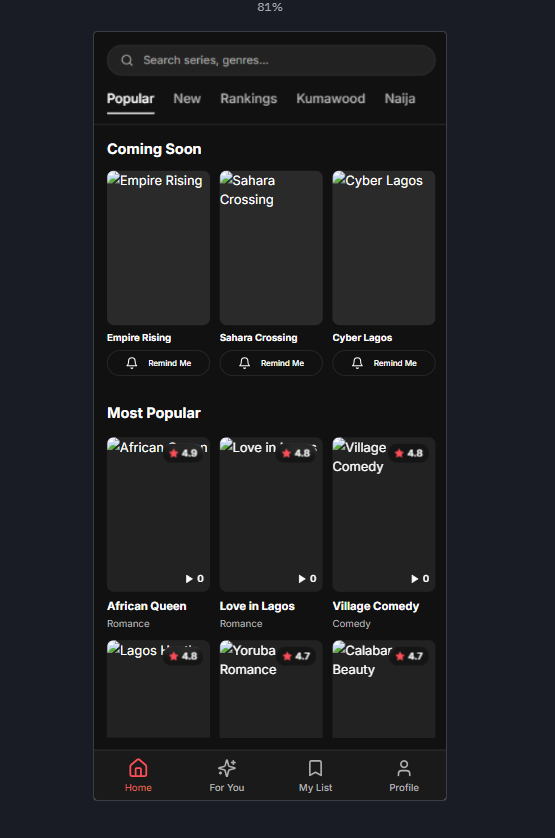 81%
Search series, genres...
Popular New Rankings Kumawood Naija
Coming Soon
Empire Rising Sahara Crossing Cyber Lagos
Empire Rising Sahara Crossing Cyber Lagos
Remind Me Remind Me Remind Me
Most Popular
African Queen 4.9 Love in Lagos 4.8 Village Comedy 4.8
0 0 0
African Queen Love in Lagos Village Comedy
Romance Romance Comedy
Lagos 4.8 Yoruba Romance 4.7 Calabar Beauty 4.7
Home For You My List Profile